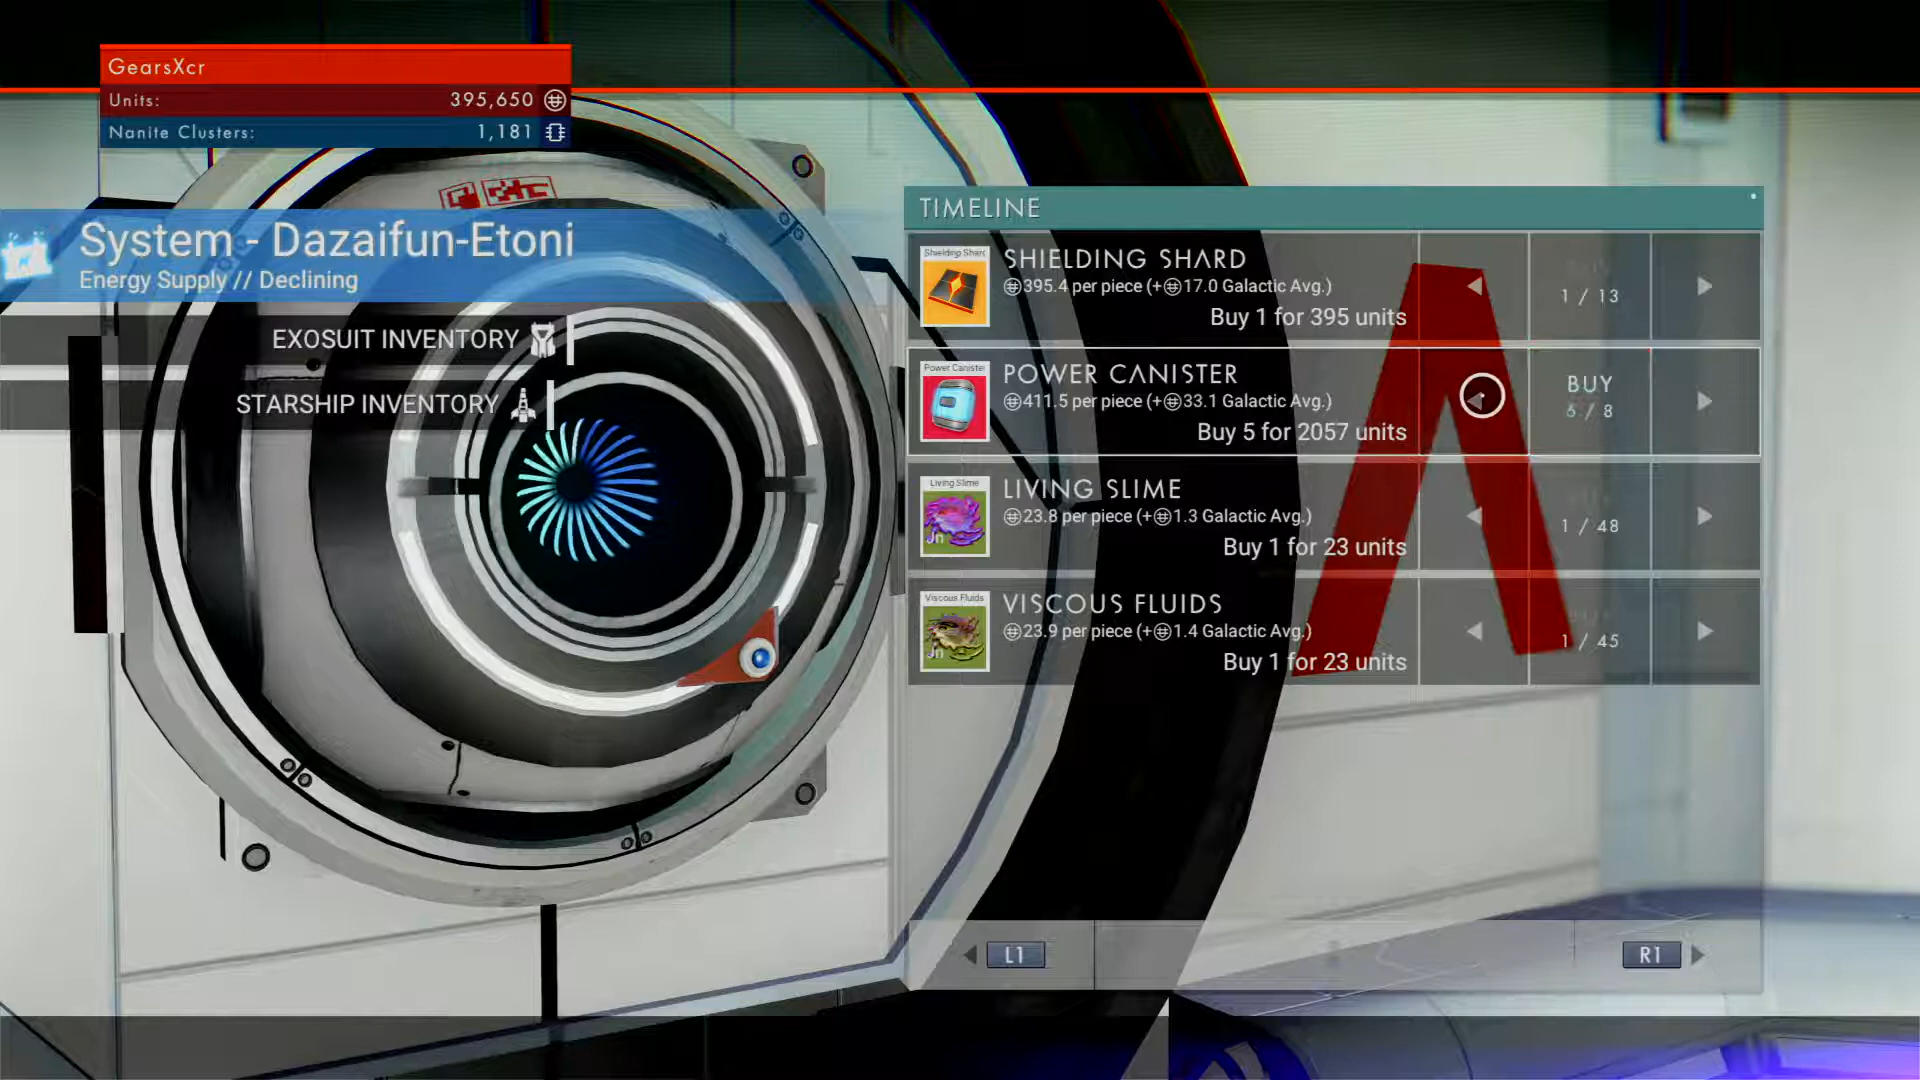 GearsXcr
Units: 395,650
Nanite Clusters: 1,181
System - Dazaifun-Etoni
Energy Supply // Declining
EXOSUIT INVENTORY
STARSHIP INVENTORY
TIMELINE
Shielding Shard
SHIELDING SHARD
395.4 per piece (+17.0 Galactic Avg.)
Buy 1 for 395 units
1 / 13
Power Canister
POWER CANISTER
411.5 per piece (+33.1 Galactic Avg.)
Buy 5 for 2057 units
BUY
/ 8
Living Slime
Jn
LIVING SLIME
23.8 per piece (+1.3 Galactic Avg.)
Buy 1 for 23 units
1 / 48
Viscous Fluids
Jn
VISCOUS FLUIDS
23.9 per piece (+1.4 Galactic Avg.)
Buy 1 for 23 units
1 / 45
L1
R1